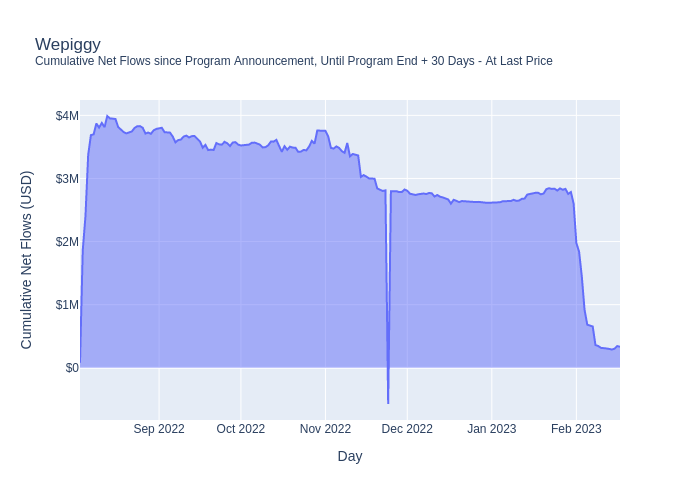 Wepiggy
Cumulative Net Flows since Program Announcement, Until Program End + 30 Days - At Last Price
Cumulative Net Flows (USD)
$4M
$3M
$2M
$1M
$0
Sep 2022
Oct 2022
Nov 2022
Dec 2022
Jan 2023
Feb 2023
Day